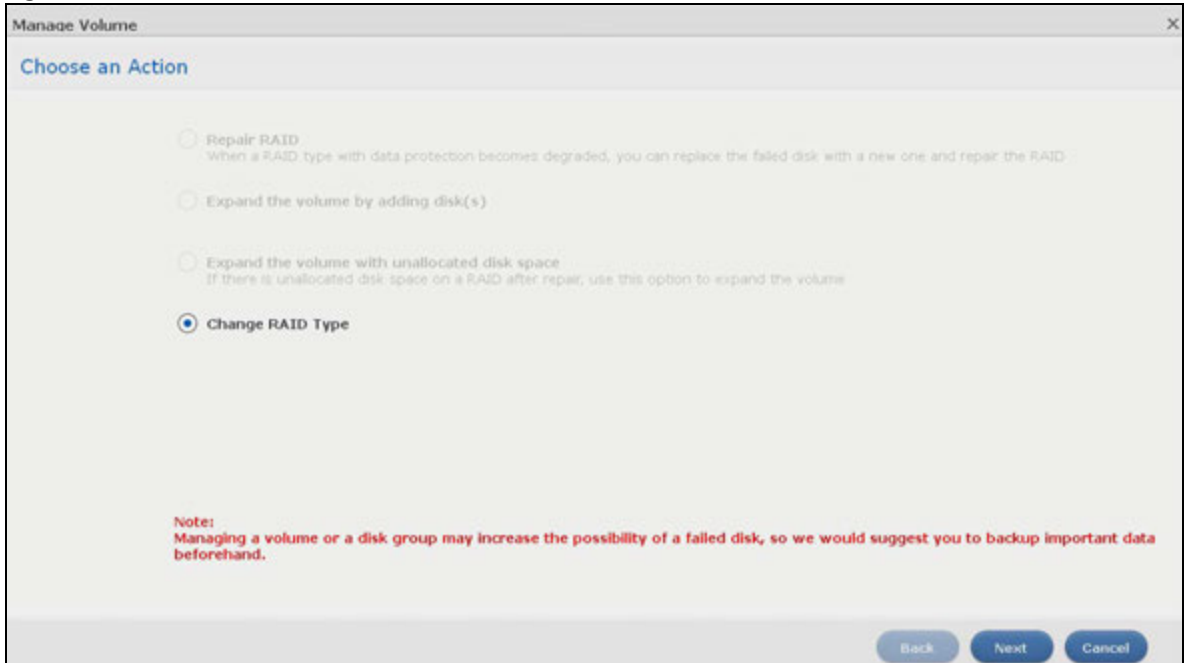 Manage Volume
Choose an Action
Repair RAID
When a RAID type with data protection becomes degraded, you can replace the failed disk with a new one and repair the RAID
Expand the volume by adding disk(s)
Expand the volume with unallocated disk space
If there is unallocated disk space on a RAID after repair, use this option to expand the volume
Change RAID Type
Note:
Managing a volume or a disk group may increase the possibility of a failed disk, so we would suggest you to backup important data
beforehand.
Back Next Cancel